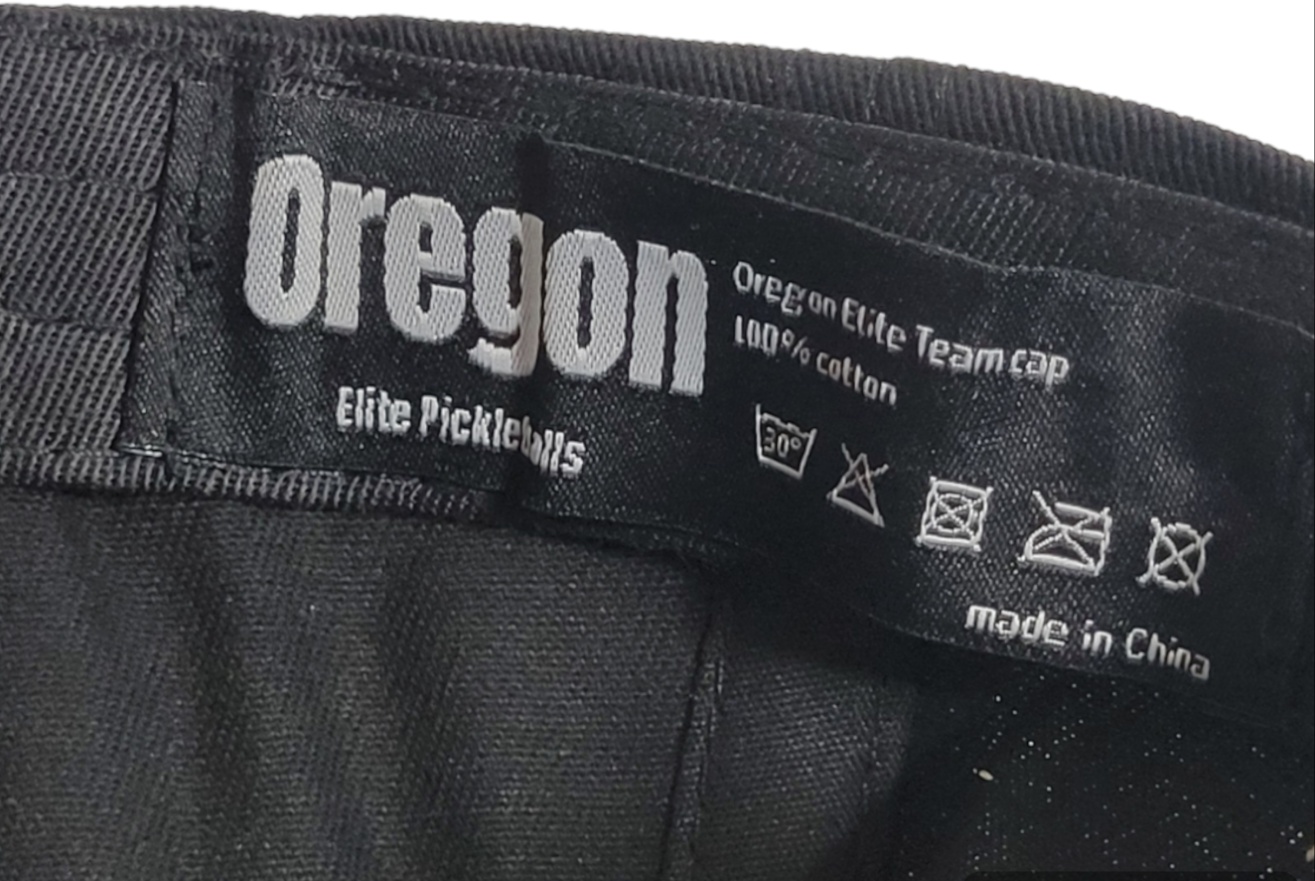 Oregon
Elite Pickleballs
Oregon Elite Team cap
100% cotton
30°
made in China